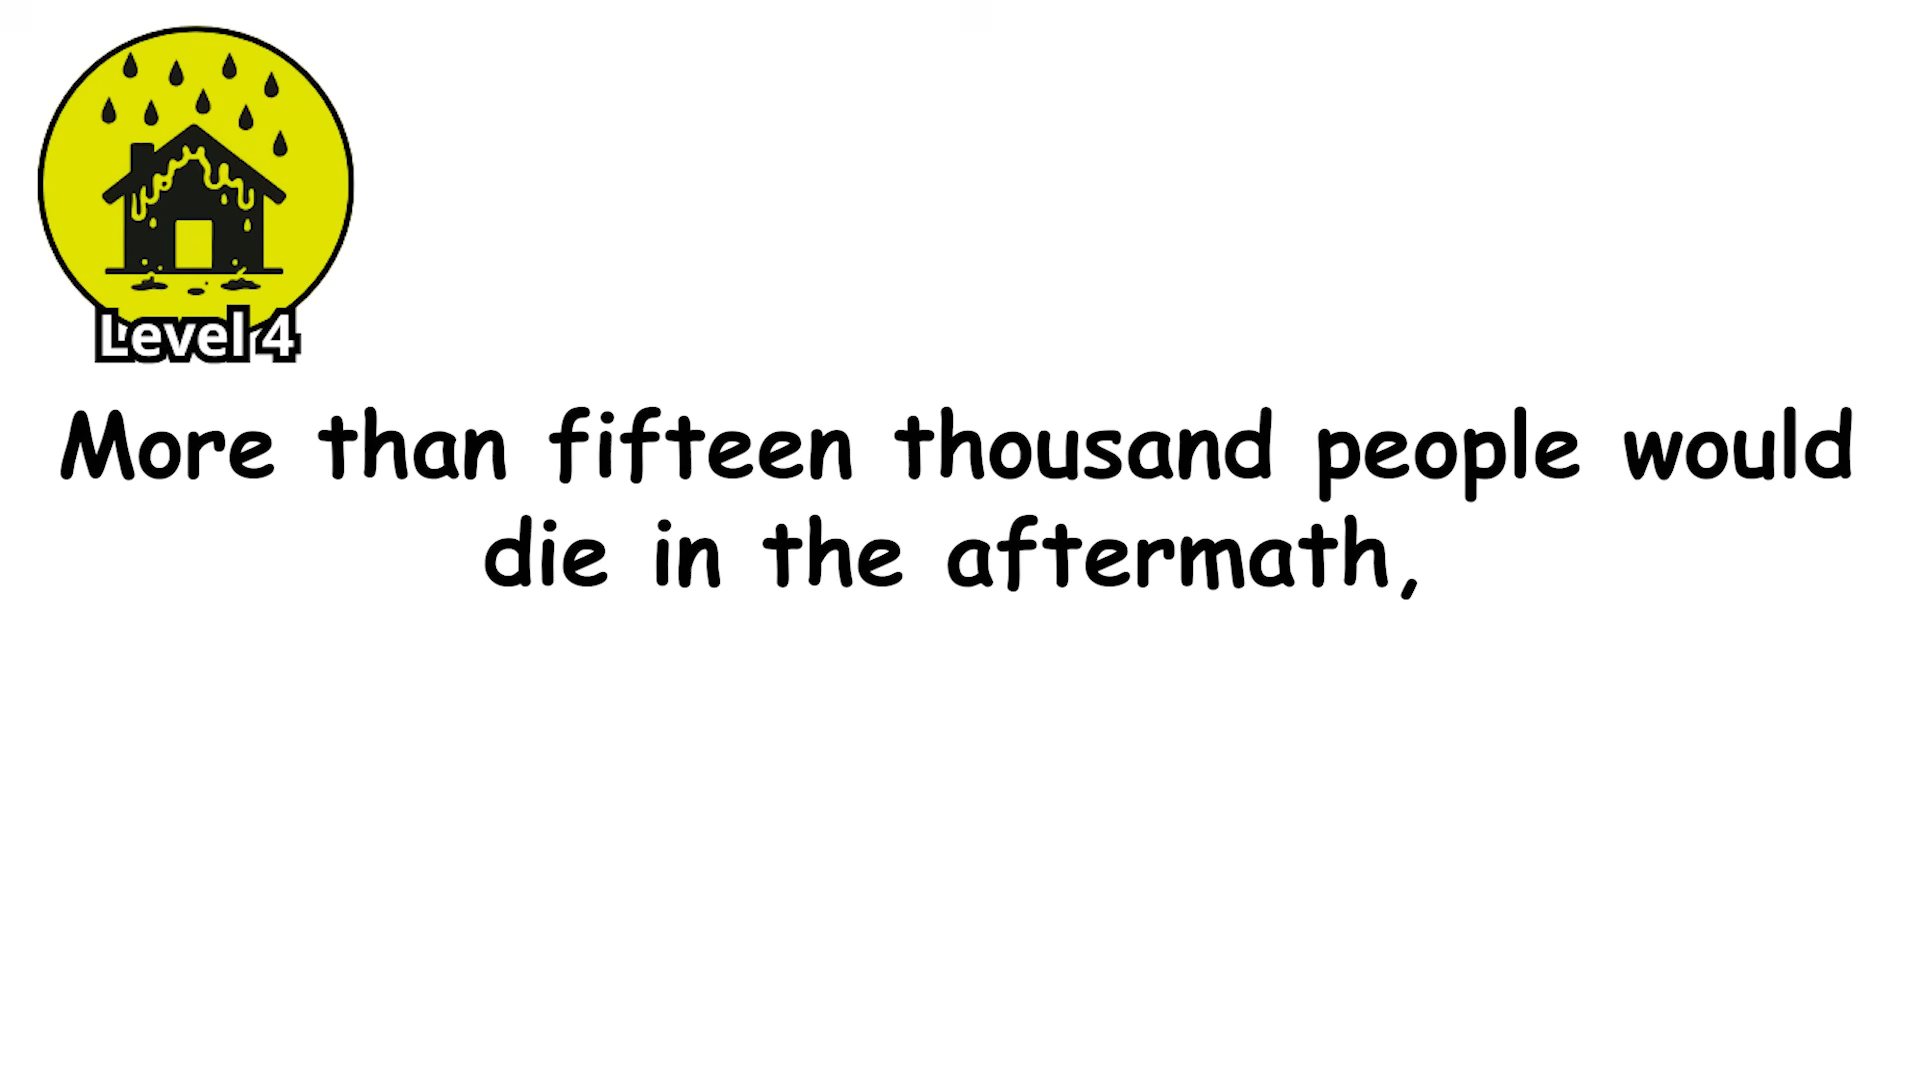 Level 4
More than fifteen thousand people would
die in the aftermath,